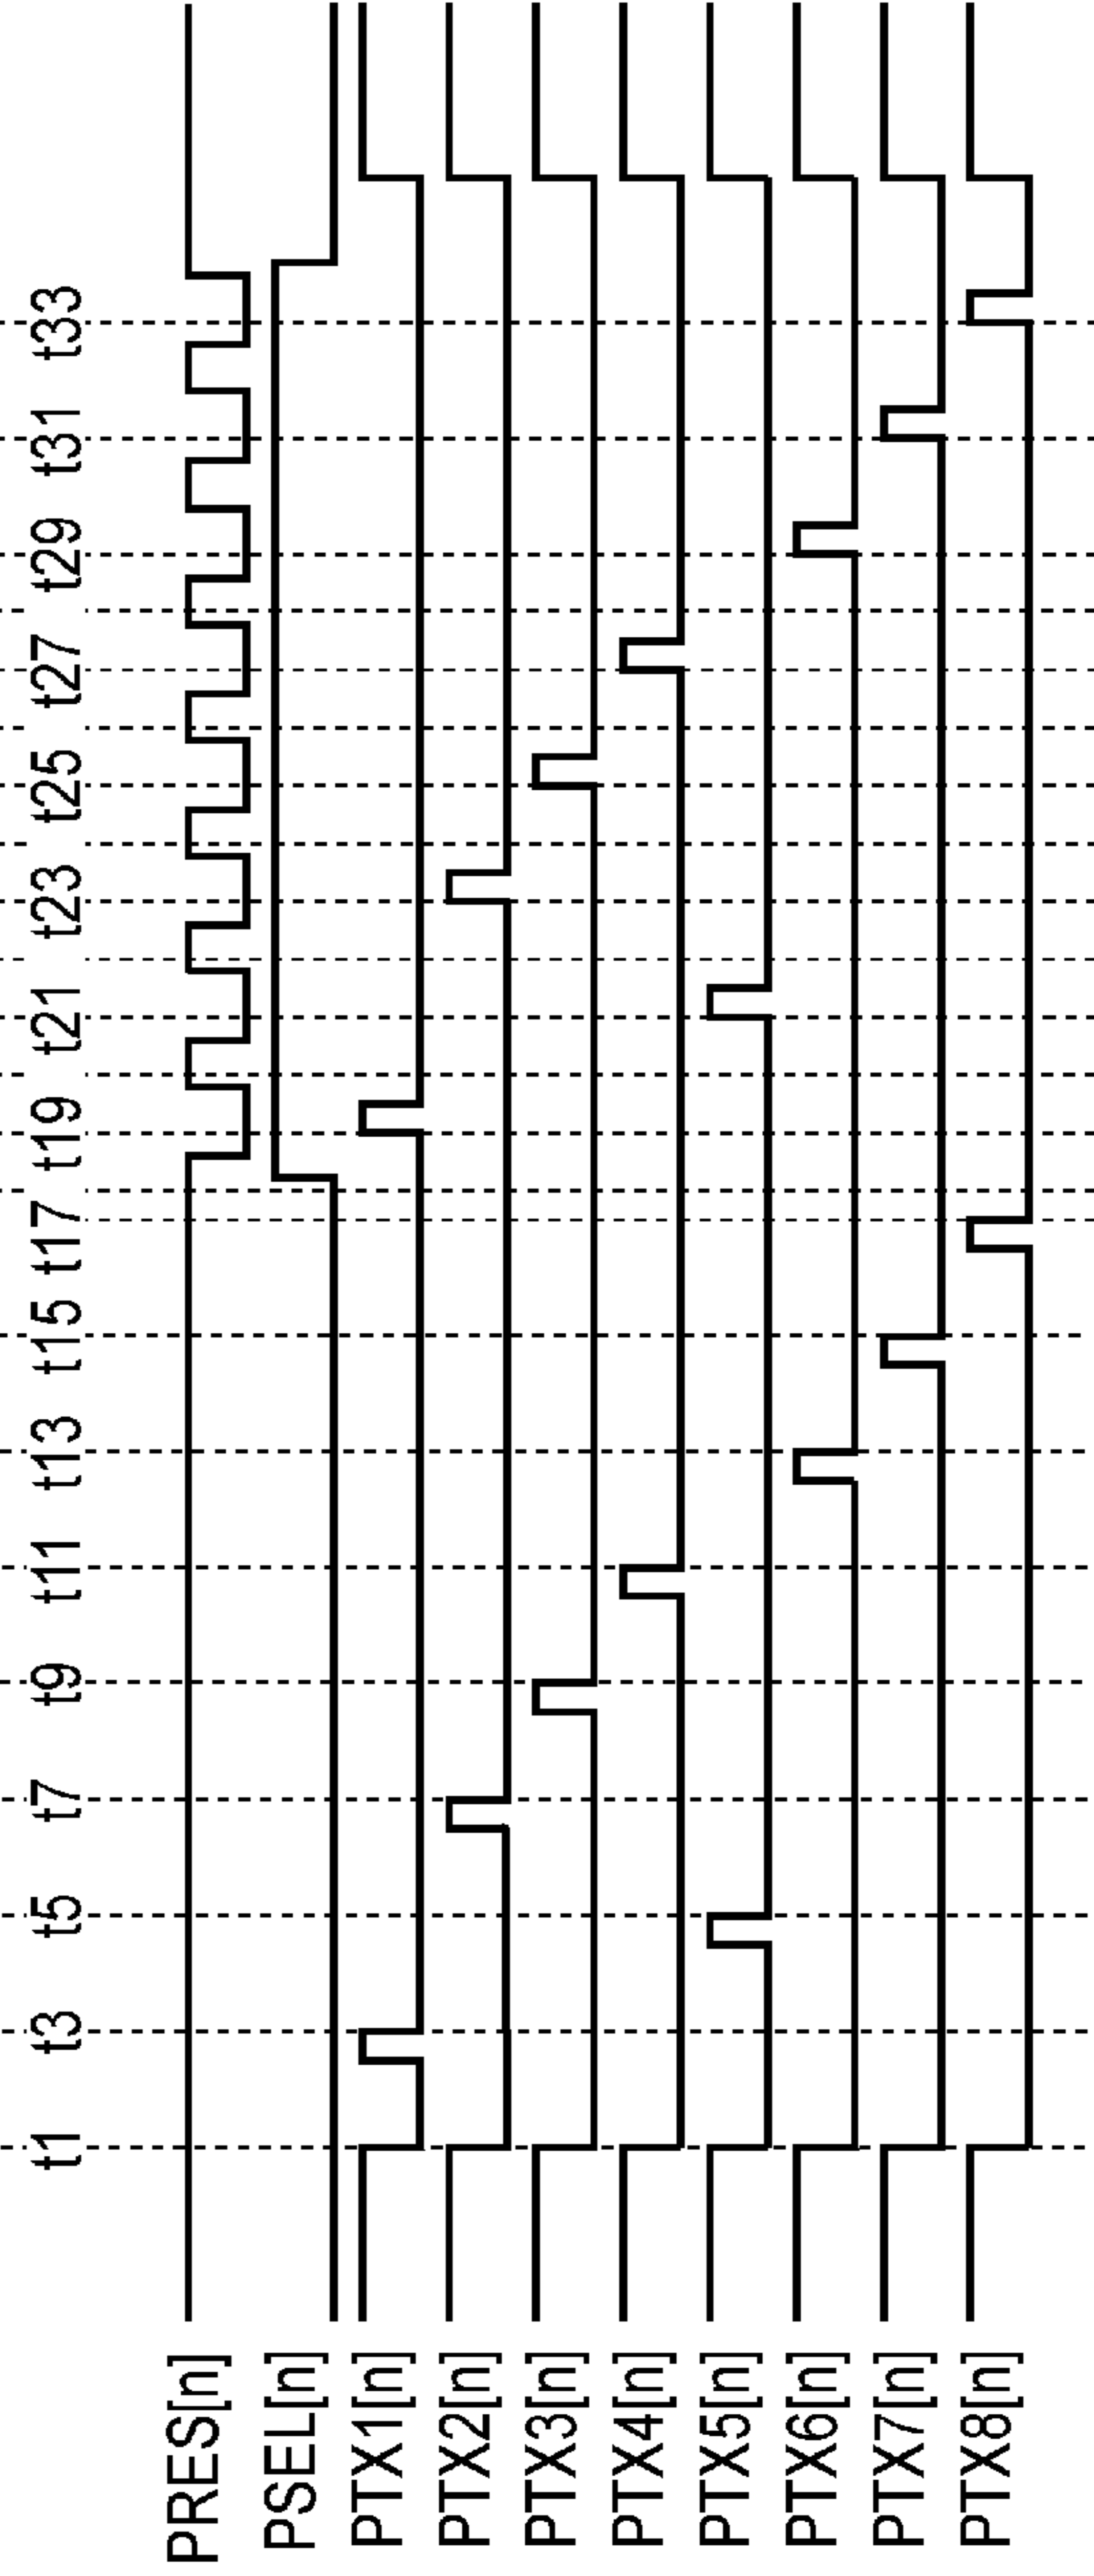 t1 t3 t5 t7 t9 t11 t13 t15 t17 t19 t21 t23 t25 t27 t29 t31 t33
PRES[n]
PSEL[n]
PTX1[n]
PTX2[n]
PTX3[n]
PTX4[n]
PTX5[n]
PTX6[n]
PTX7[n]
PTX8[n]